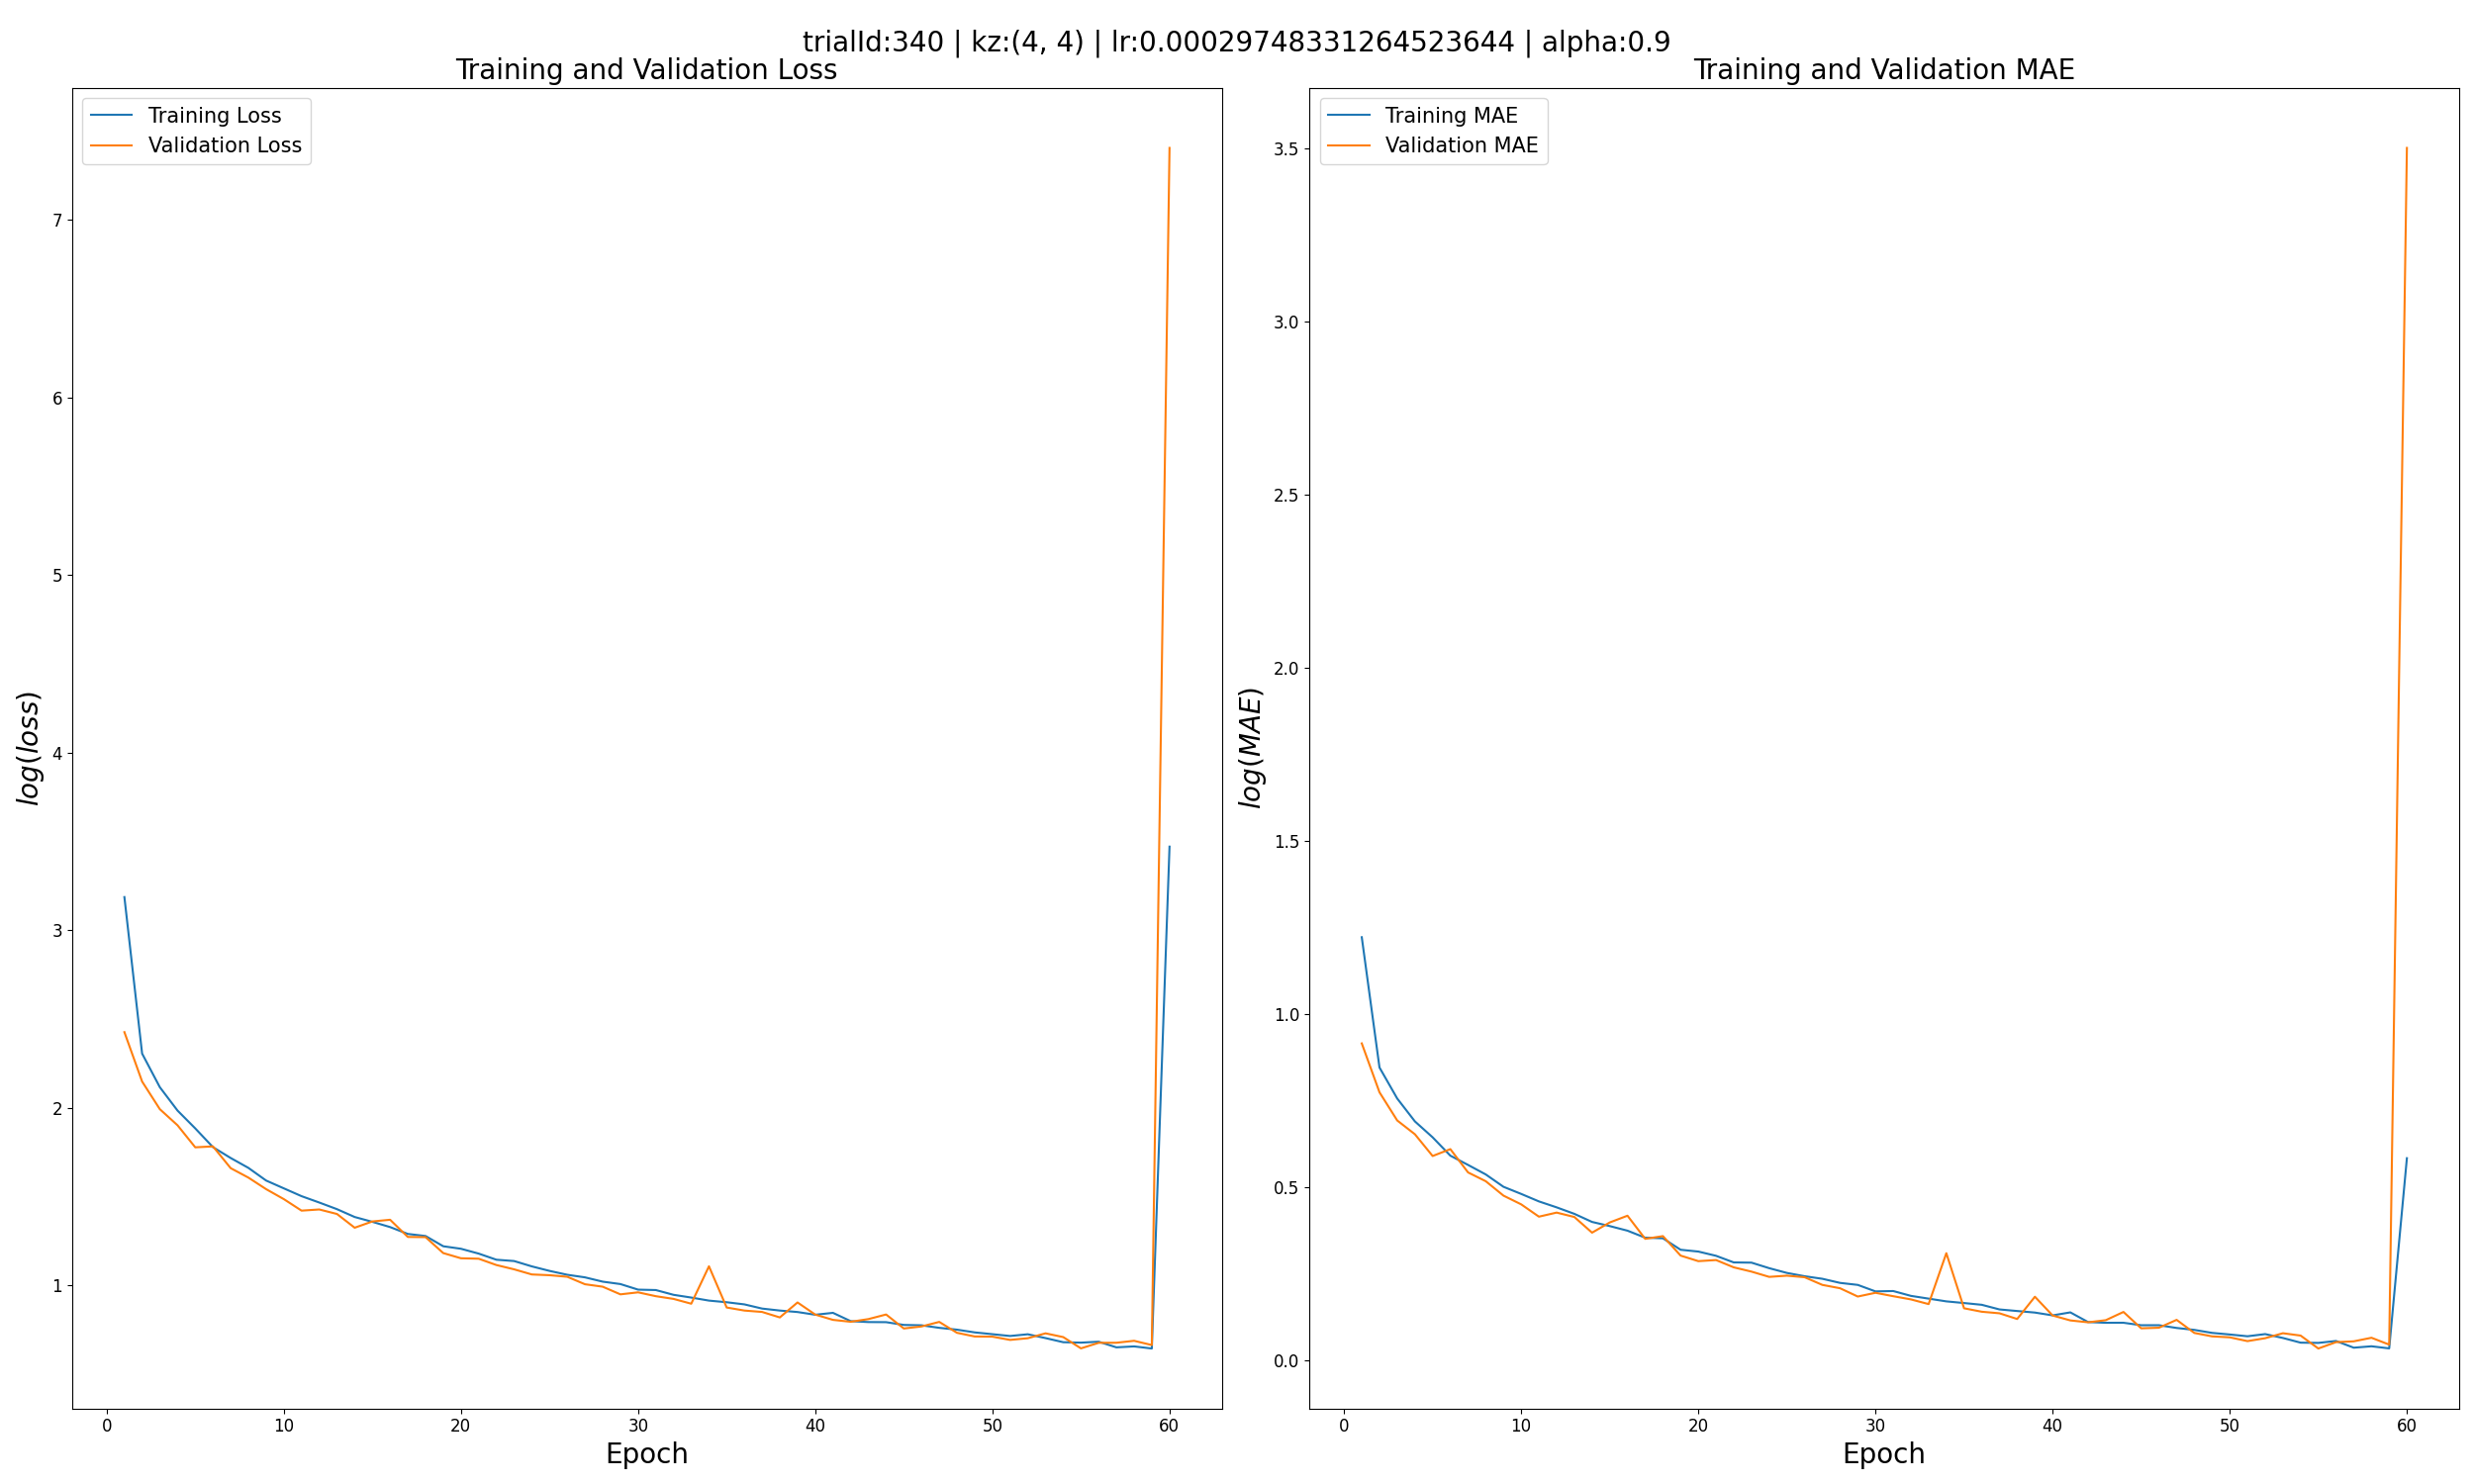 trialId:340 | kz:(4, 4) | lr:0.00029748331264523644 | alpha:0.9
Training and Validation Loss
Training Loss
Validation Loss
7
6
5
4
3
2
1
log(loss)
0 10 20 30 40 50 60
Epoch
Training and Validation MAE
Training MAE
Validation MAE
3.5
3.0
2.5
2.0
1.5
1.0
0.5
0.0
log(MAE)
0 10 20 30 40 50 60
Epoch